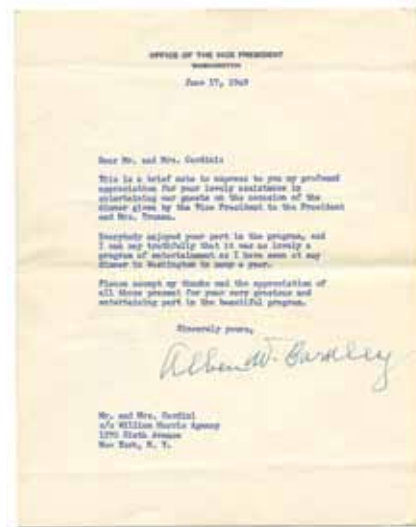 OFFICE OF THE VICE PRESIDENT
WASHINGTON
June 17, 1949
Dear Mr. and Mrs. Cardini:
This is a brief note to express to you my profound
appreciation for your lovely assistance in
entertaining our guests on the occasion of the
dinner given by the Vice President to the President
and Mrs. Truman.
Everybody enjoyed your part in the program, and
I can say truthfully that it was as lovely a
program of entertainment as I have seen at any
dinner in Washington in many a year.
Please accept my thanks and the appreciation of
all those present for your very gracious and
entertaining part in the beautiful program.
Sincerely yours,
Alben W. Barkley
Mr. and Mrs. Cardini
c/o William Morris Agency
1270 Sixth Avenue
New York, N. Y.